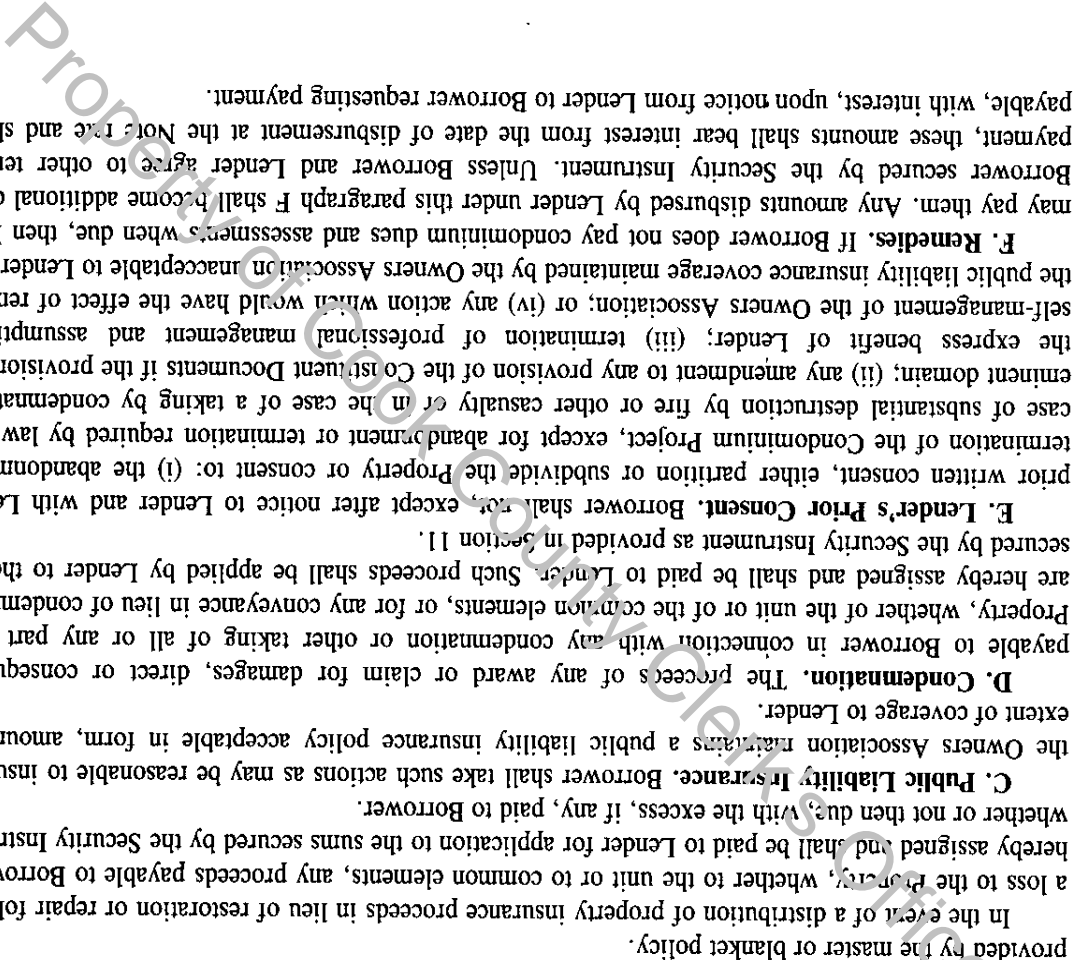 provided by the master or blanket policy.
In the event of a distribution of property insurance proceeds in lieu of restoration or repair fol
a loss to the Property, whether to the unit or to common elements, any proceeds payable to Borrov
hereby assigned and shall be paid to Lender for application to the sums secured by the Security Instr
whether or not then due, with the excess, if any, paid to Borrower.
C. Public Liability Insurance. Borrower shall take such actions as may be reasonable to insu
the Owners Association maintains a public liability insurance policy acceptable in form, amour
extent of coverage to Lender.
D. Condemnation. The proceeds of any award or claim for damages, direct or consequ
payable to Borrower in connection with any condemnation or other taking of all or any part
Property, whether of the unit or of the common elements, or for any conveyance in lieu of condem
are hereby assigned and shall be paid to Lender. Such proceeds shall be applied by Lender to the
secured by the Security Instrument as provided in Section 11.
E. Lender's Prior Consent. Borrower shall not, except after notice to Lender and with Le
prior written consent, either partition or subdivide the Property or consent to: (i) the abandonm
termination of the Condominium Project, except for abandonment or termination required by law
case of substantial destruction by fire or other casualty or in the case of a taking by condemnat
eminent domain; (ii) any amendment to any provision of the Constituent Documents if the provision
the express benefit of Lender; (iii) termination of professional management and assumpti
self-management of the Owners Association; or (iv) any action which would have the effect of ren
the public liability insurance coverage maintained by the Owners Association unacceptable to Lender
F. Remedies. If Borrower does not pay condominium dues and assessments when due, then
may pay them. Any amounts disbursed by Lender under this paragraph F shall become additional d
Borrower secured by the Security Instrument. Unless Borrower and Lender agree to other ter
payment, these amounts shall bear interest from the date of disbursement at the Note rate and sh
payable, with interest, upon notice from Lender to Borrower requesting payment.
Property of Cook County Clerk's Offic